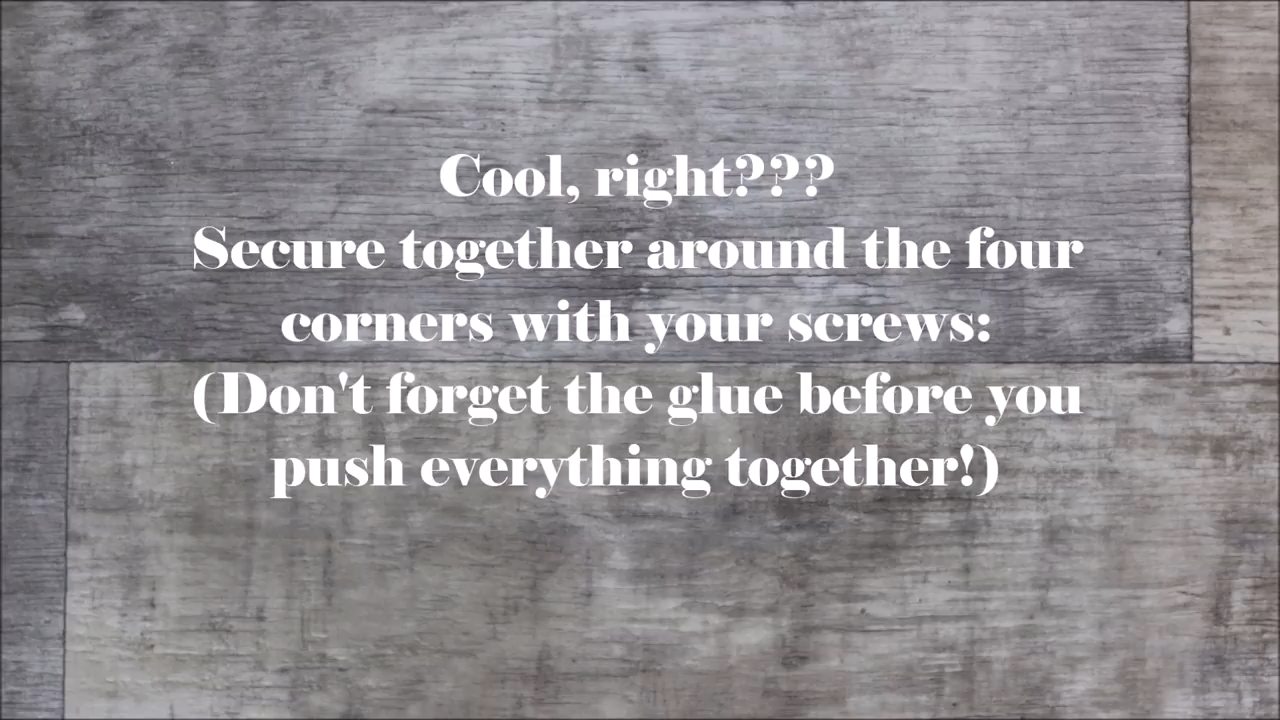 Cool, right???
Secure together around the four
corners with your screws:
(Don't forget the glue before you
push everything together!)